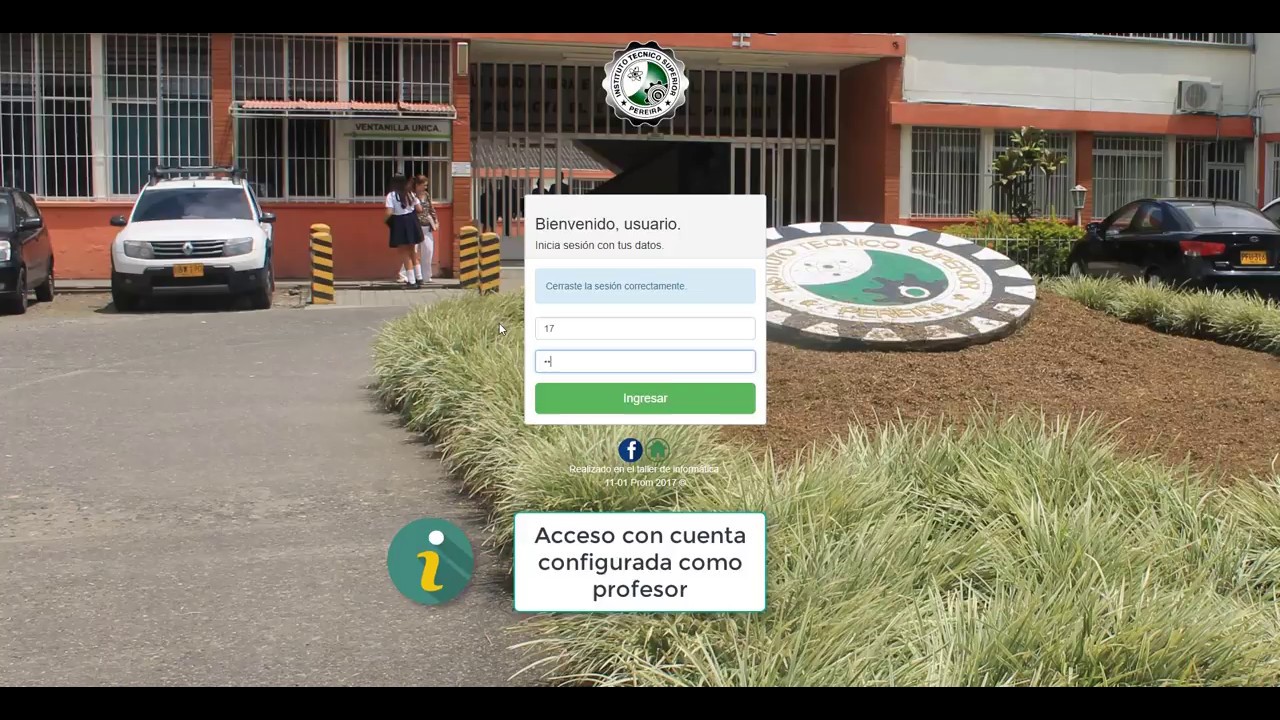 INSTITUTO TECNICO SUPERIOR
PEREIRA
VENTANILLA UNICA.
INSTITUTO TECNICO SUPERIOR
PEREIRA
Bienvenido, usuario.
Inicia sesión con tus datos.
Cerraste la sesión correctamente.
17
Ingresar
Realizado en el taller de informática
11-01 Prom 2017 ©
Acceso con cuenta
configurada como
profesor